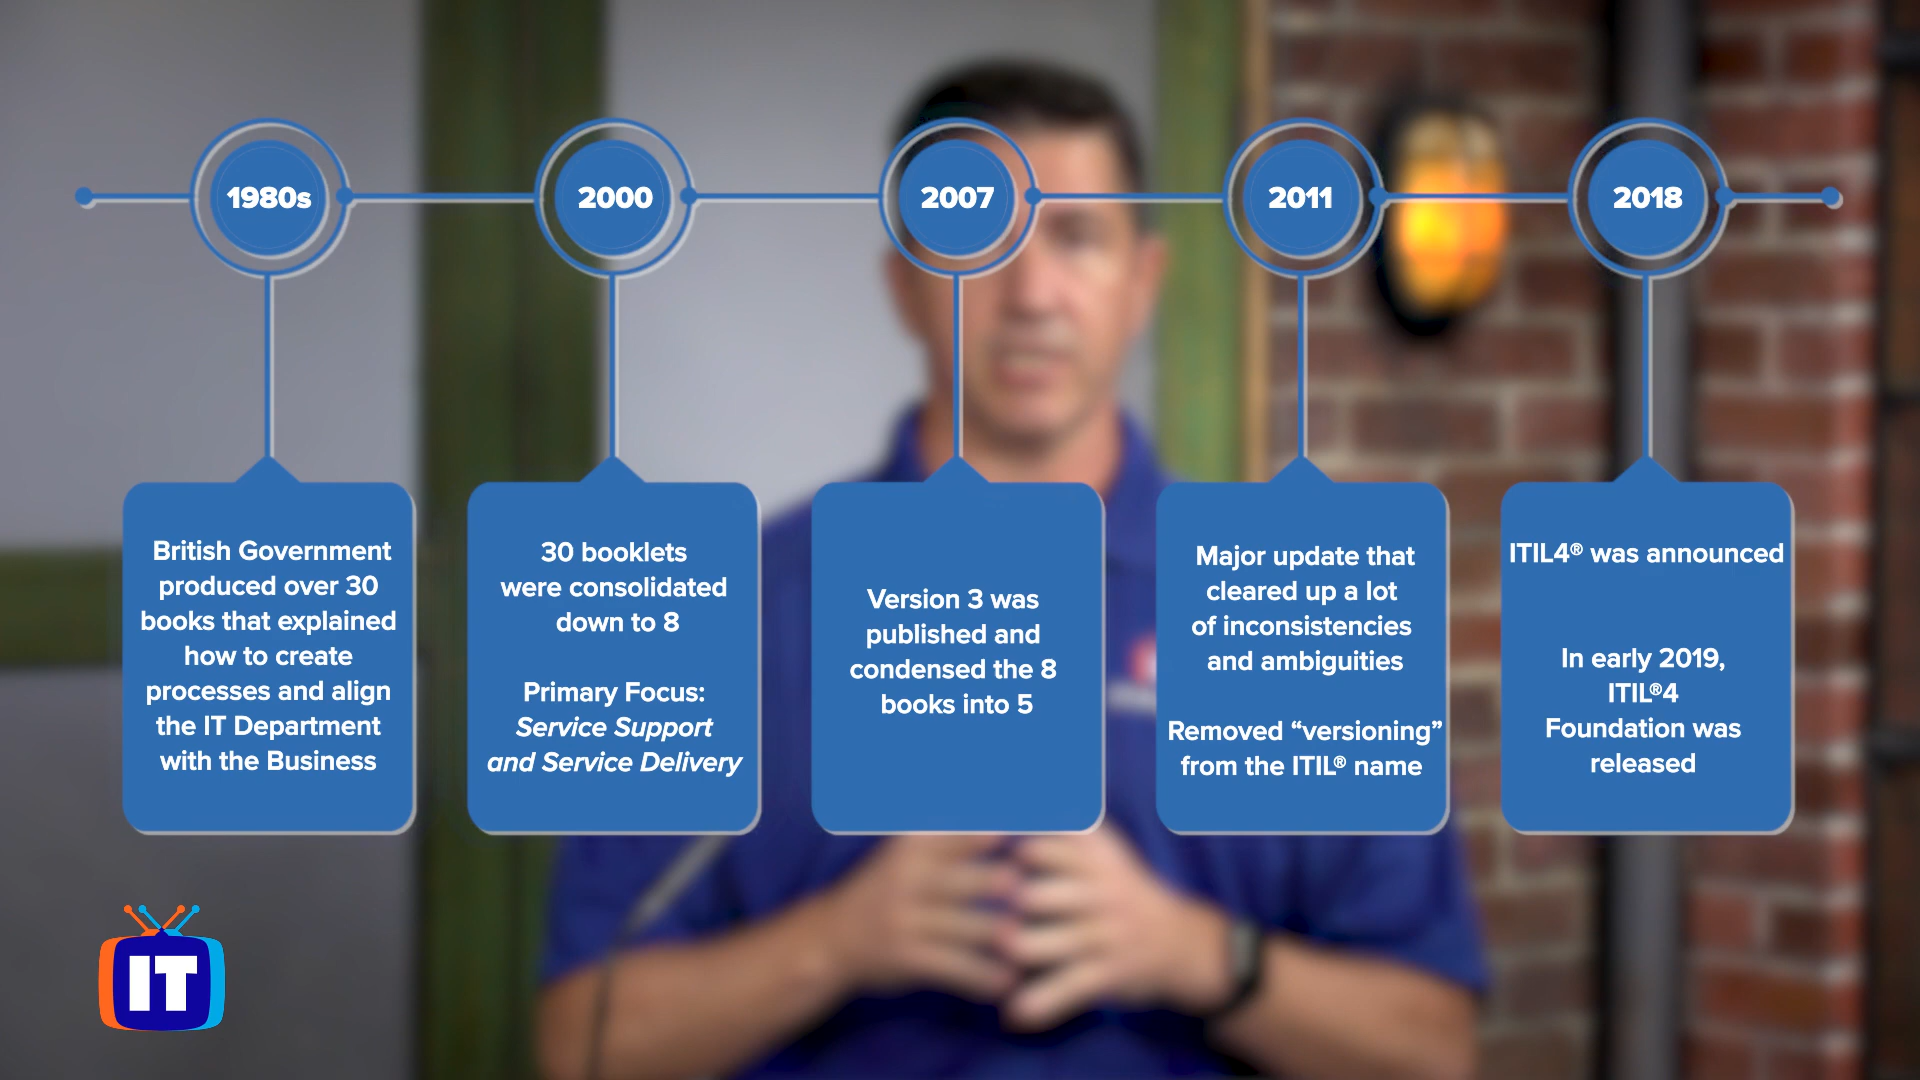 1980s
2000
2007
2011
2018
British Government
produced over 30
books that explained
how to create
processes and align
the IT Department
with the Business
30 booklets
were consolidated
down to 8
Primary Focus:
Service Support
and Service Delivery
Version 3 was
published and
condensed the 8
books into 5
Major update that
cleared up a lot
of inconsistencies
and ambiguities
Removed “versioning”
from the ITIL® name
ITIL4® was announced
In early 2019,
ITIL®4
Foundation was
released
IT